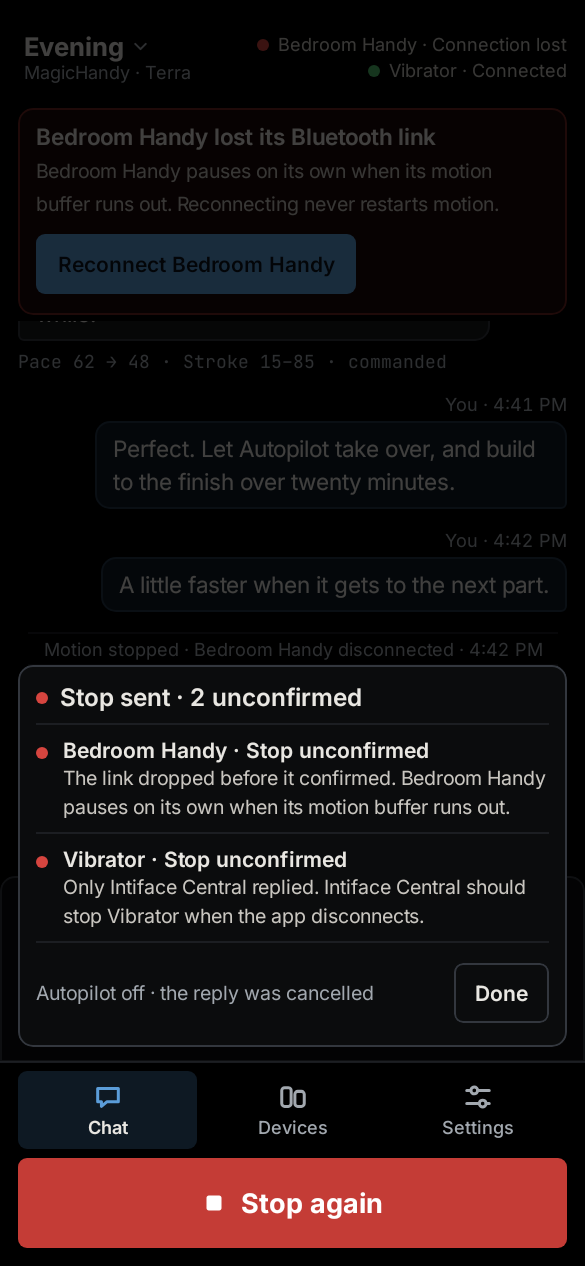 Evening
MagicHandy · Terra
Bedroom Handy · Connection lost
Vibrator · Connected
Bedroom Handy lost its Bluetooth link
Bedroom Handy pauses on its own when its motion
buffer runs out. Reconnecting never restarts motion.
Reconnect Bedroom Handy
Pace 62 → 48 · Stroke 15–85 · commanded
You · 4:41 PM
Perfect. Let Autopilot take over, and build
to the finish over twenty minutes.
You · 4:42 PM
A little faster when it gets to the next part.
Motion stopped · Bedroom Handy disconnected · 4:42 PM
Stop sent · 2 unconfirmed
Bedroom Handy · Stop unconfirmed
The link dropped before it confirmed. Bedroom Handy
pauses on its own when its motion buffer runs out.
Vibrator · Stop unconfirmed
Only Intiface Central replied. Intiface Central should
stop Vibrator when the app disconnects.
Autopilot off · the reply was cancelled
Done
Chat
Devices
Settings
Stop again